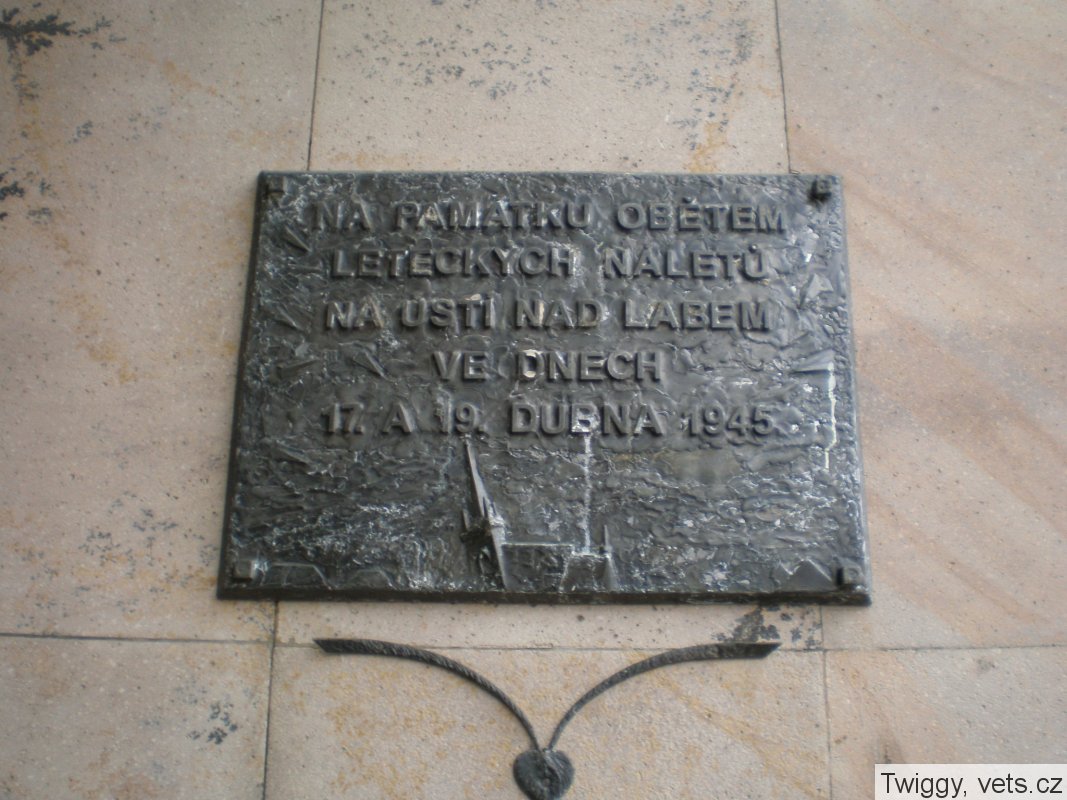 NA PAMÁTKU OBĚTEM
LETECKÝCH NÁLETŮ
NA ÚSTÍ NAD LABEM
VE DNECH
17. A 19. DUBNA 1945
Twiggy, vets.cz